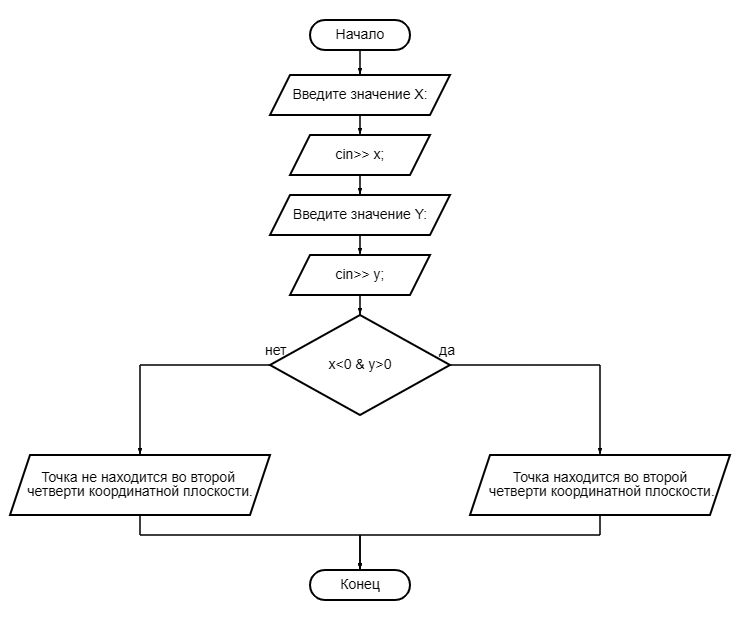 Начало
Введите значение X:
cin>> x;
Введите значение Y:
cin>> y;
нет
да
x<0 & y>0
Точка не находится во второй
четверти координатной плоскости.
Точка находится во второй
четверти координатной плоскости.
Конец